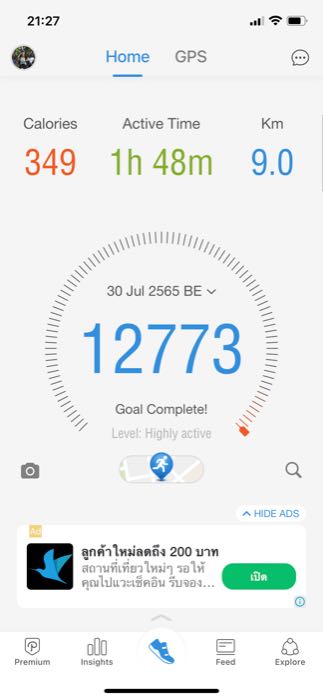 21:27
Home
GPS
Calories
Active Time
Km
349
1h 48m
9.0
30 Jul 2565 BE
12773
Goal Complete!
Level: Highly active
HIDE ADS
Ad
ลูกค้าใหม่ลดถึง 200 บาท
สถานที่เที่ยวใหม่ๆ รอให้
คุณไปแวะเช็คอิน รีบจอง...
เปิด
Premium
Insights
Feed
Explore